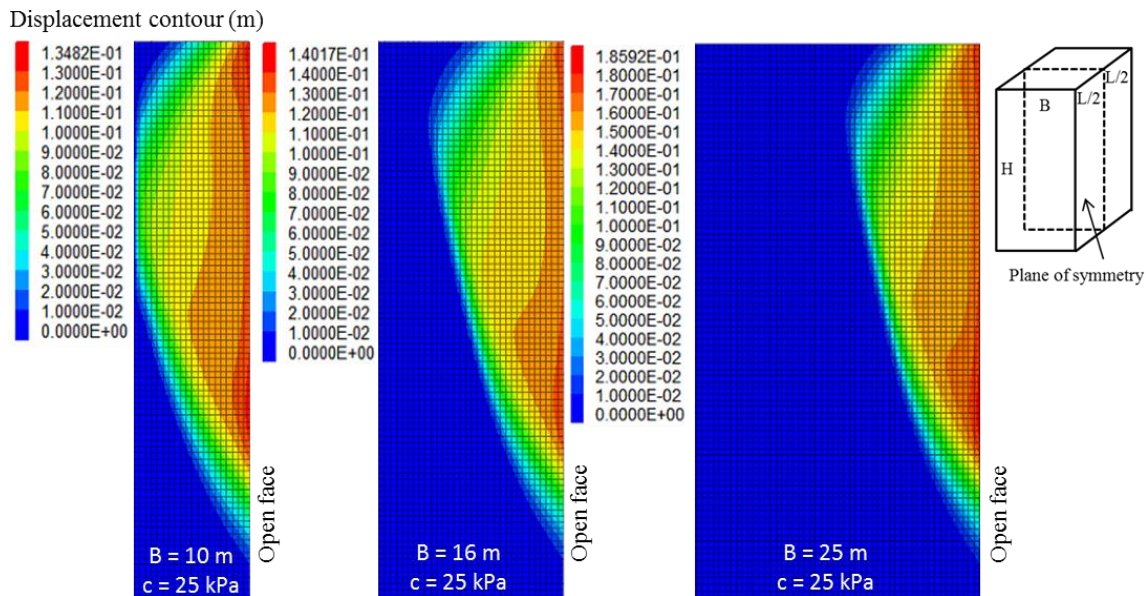 Displacement contour (m)
1.3482E-01
1.3000E-01
1.2000E-01
1.1000E-01
1.0000E-01
9.0000E-02
8.0000E-02
7.0000E-02
6.0000E-02
5.0000E-02
4.0000E-02
3.0000E-02
2.0000E-02
1.0000E-02
0.0000E+00
Open face
B = 10 m
c = 25 kPa
1.4017E-01
1.4000E-01
1.3000E-01
1.2000E-01
1.1000E-01
1.0000E-01
9.0000E-02
8.0000E-02
7.0000E-02
6.0000E-02
5.0000E-02
4.0000E-02
3.0000E-02
2.0000E-02
1.0000E-02
0.0000E+00
Open face
B = 16 m
c = 25 kPa
1.8592E-01
1.8000E-01
1.7000E-01
1.6000E-01
1.5000E-01
1.4000E-01
1.3000E-01
1.2000E-01
1.1000E-01
1.0000E-01
9.0000E-02
8.0000E-02
7.0000E-02
6.0000E-02
5.0000E-02
4.0000E-02
3.0000E-02
2.0000E-02
1.0000E-02
0.0000E+00
Open face
B = 25 m
c = 25 kPa
L/2
L/2
B
H
Plane of symmetry